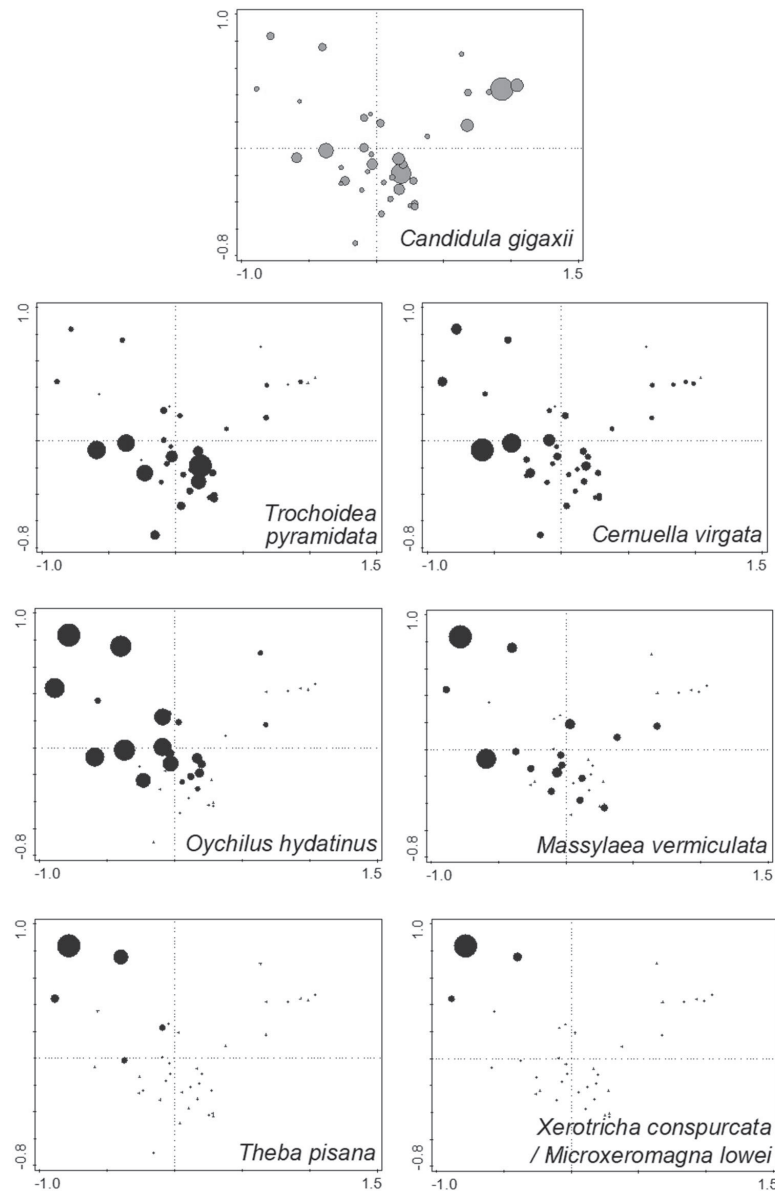 1.0
-0.8
-1.0 1.5
Candidula gigaxii
1.0
-0.8
-1.0 1.5
Trochoidea
pyramidata
1.0
-0.8
-1.0 1.5
Cernuella virgata
1.0
-0.8
-1.0 1.5
Oychilus hydatinus
1.0
-0.8
-1.0 1.5
Massylaea vermiculata
1.0
-0.8
-1.0 1.5
Theba pisana
1.0
-0.8
-1.0 1.5
Xerotricha conspurcata
/ Microxeromagna lowei